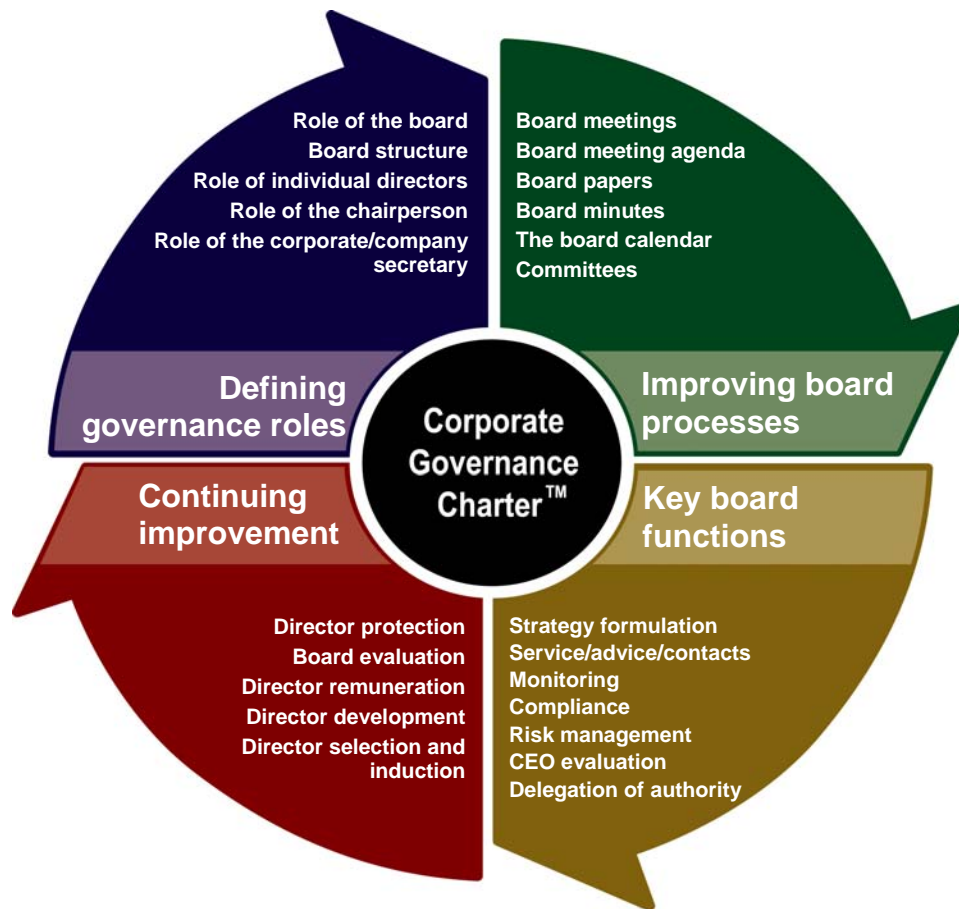 Role of the board
Board structure
Role of individual directors
Role of the chairperson
Role of the corporate/company
secretary
Defining
governance roles
Board meetings
Board meeting agenda
Board papers
Board minutes
The board calendar
Committees
Improving board
processes
Corporate
Governance
Charter™
Continuing
improvement
Director protection
Board evaluation
Director remuneration
Director development
Director selection and
induction
Key board
functions
Strategy formulation
Service/advice/contacts
Monitoring
Compliance
Risk management
CEO evaluation
Delegation of authority